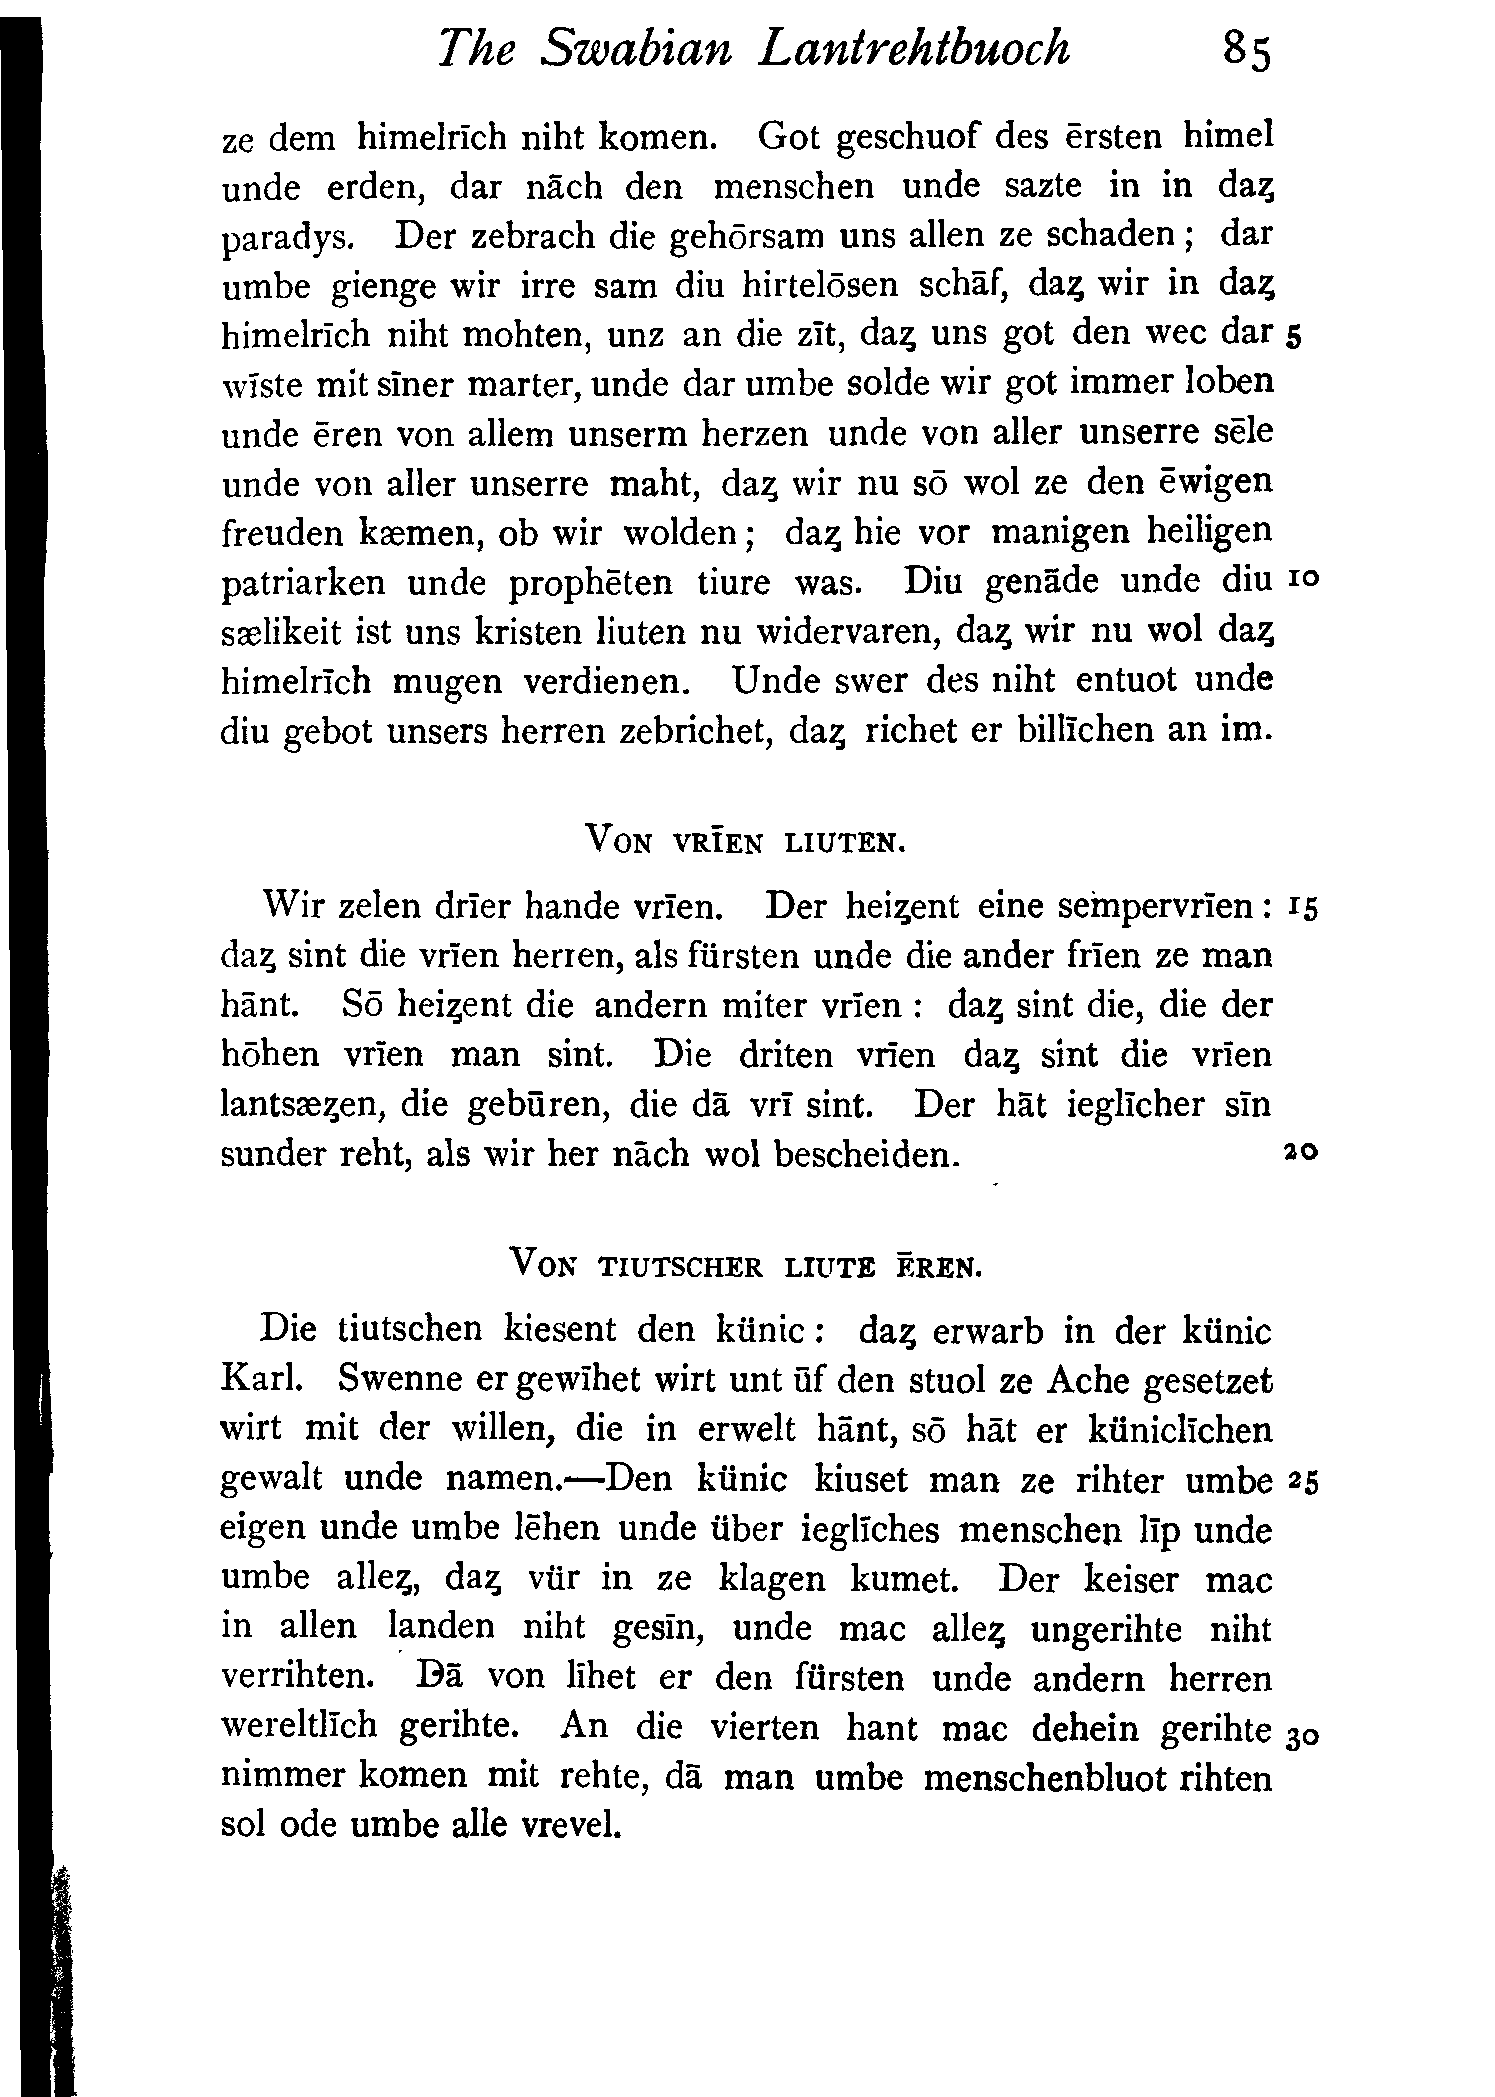 The Swabian Lantrehtbuoch 85
ze dem himelrīch niht komen. Got geschuof des ērsten himel
unde erden, dar nāch den menschen unde sazte in in daȥ
paradys. Der zebrach die gehōrsam uns allen ze schaden; dar
umbe gienge wir irre sam diu hirtelōsen schāf, daȥ wir in daȥ
himelrīch niht mohten, unz an die zīt, daȥ uns got den wec dar 5
wīste mit sīner marter, unde dar umbe solde wir got immer loben
unde ēren von allem unserm herzen unde von aller unserre sēle
unde von aller unserre maht, daȥ wir nu sō wol ze den ēwigen
freuden kæmen, ob wir wolden; daȥ hie vor manigen heiligen
patriarken unde prophēten tiure was. Diu genāde unde diu 10
sælikeit ist uns kristen liuten nu widervaren, daȥ wir nu wol daȥ
himelrīch mugen verdienen. Unde swer des niht entuot unde
diu gebot unsers herren zebrichet, daȥ richet er billīchen an im.
VON VRĪEN LIUTEN.
Wir zelen drīer hande vrīen. Der heiȥent eine sempervrīen: 15
daȥ sint die vrīen herren, als fürsten unde die ander frīen ze man
hānt. Sō heiȥent die andern miter vrīen: daȥ sint die, die der
hōhen vrīen man sint. Die driten vrīen daȥ sint die vrīen
lantsæȥen, die gebūren, die dā vrī sint. Der hāt ieglīcher sīn
sunder reht, als wir her nāch wol bescheiden. 20
VON TIUTSCHER LIUTE ĒREN.
Die tiutschen kiesent den künic: daȥ erwarb in der künic
Karl. Swenne er gewīhet wirt unt ūf den stuol ze Ache gesetzet
wirt mit der willen, die in erwelt hānt, sō hāt er küniclīchen
gewalt unde namen.—Den künic kiuset man ze rihter umbe 25
eigen unde umbe lēhen unde über ieglīches menschen līp unde
umbe alleȥ, daȥ vür in ze klagen kumet. Der keiser mac
in allen landen niht gesīn, unde mac alleȥ ungerihte niht
verrihten. Dā von līhet er den fürsten unde andern herren
wereltlīch gerihte. An die vierten hant mac dehein gerihte 30
nimmer komen mit rehte, dā man umbe menschenbluot rihten
sol ode umbe alle vrevel.